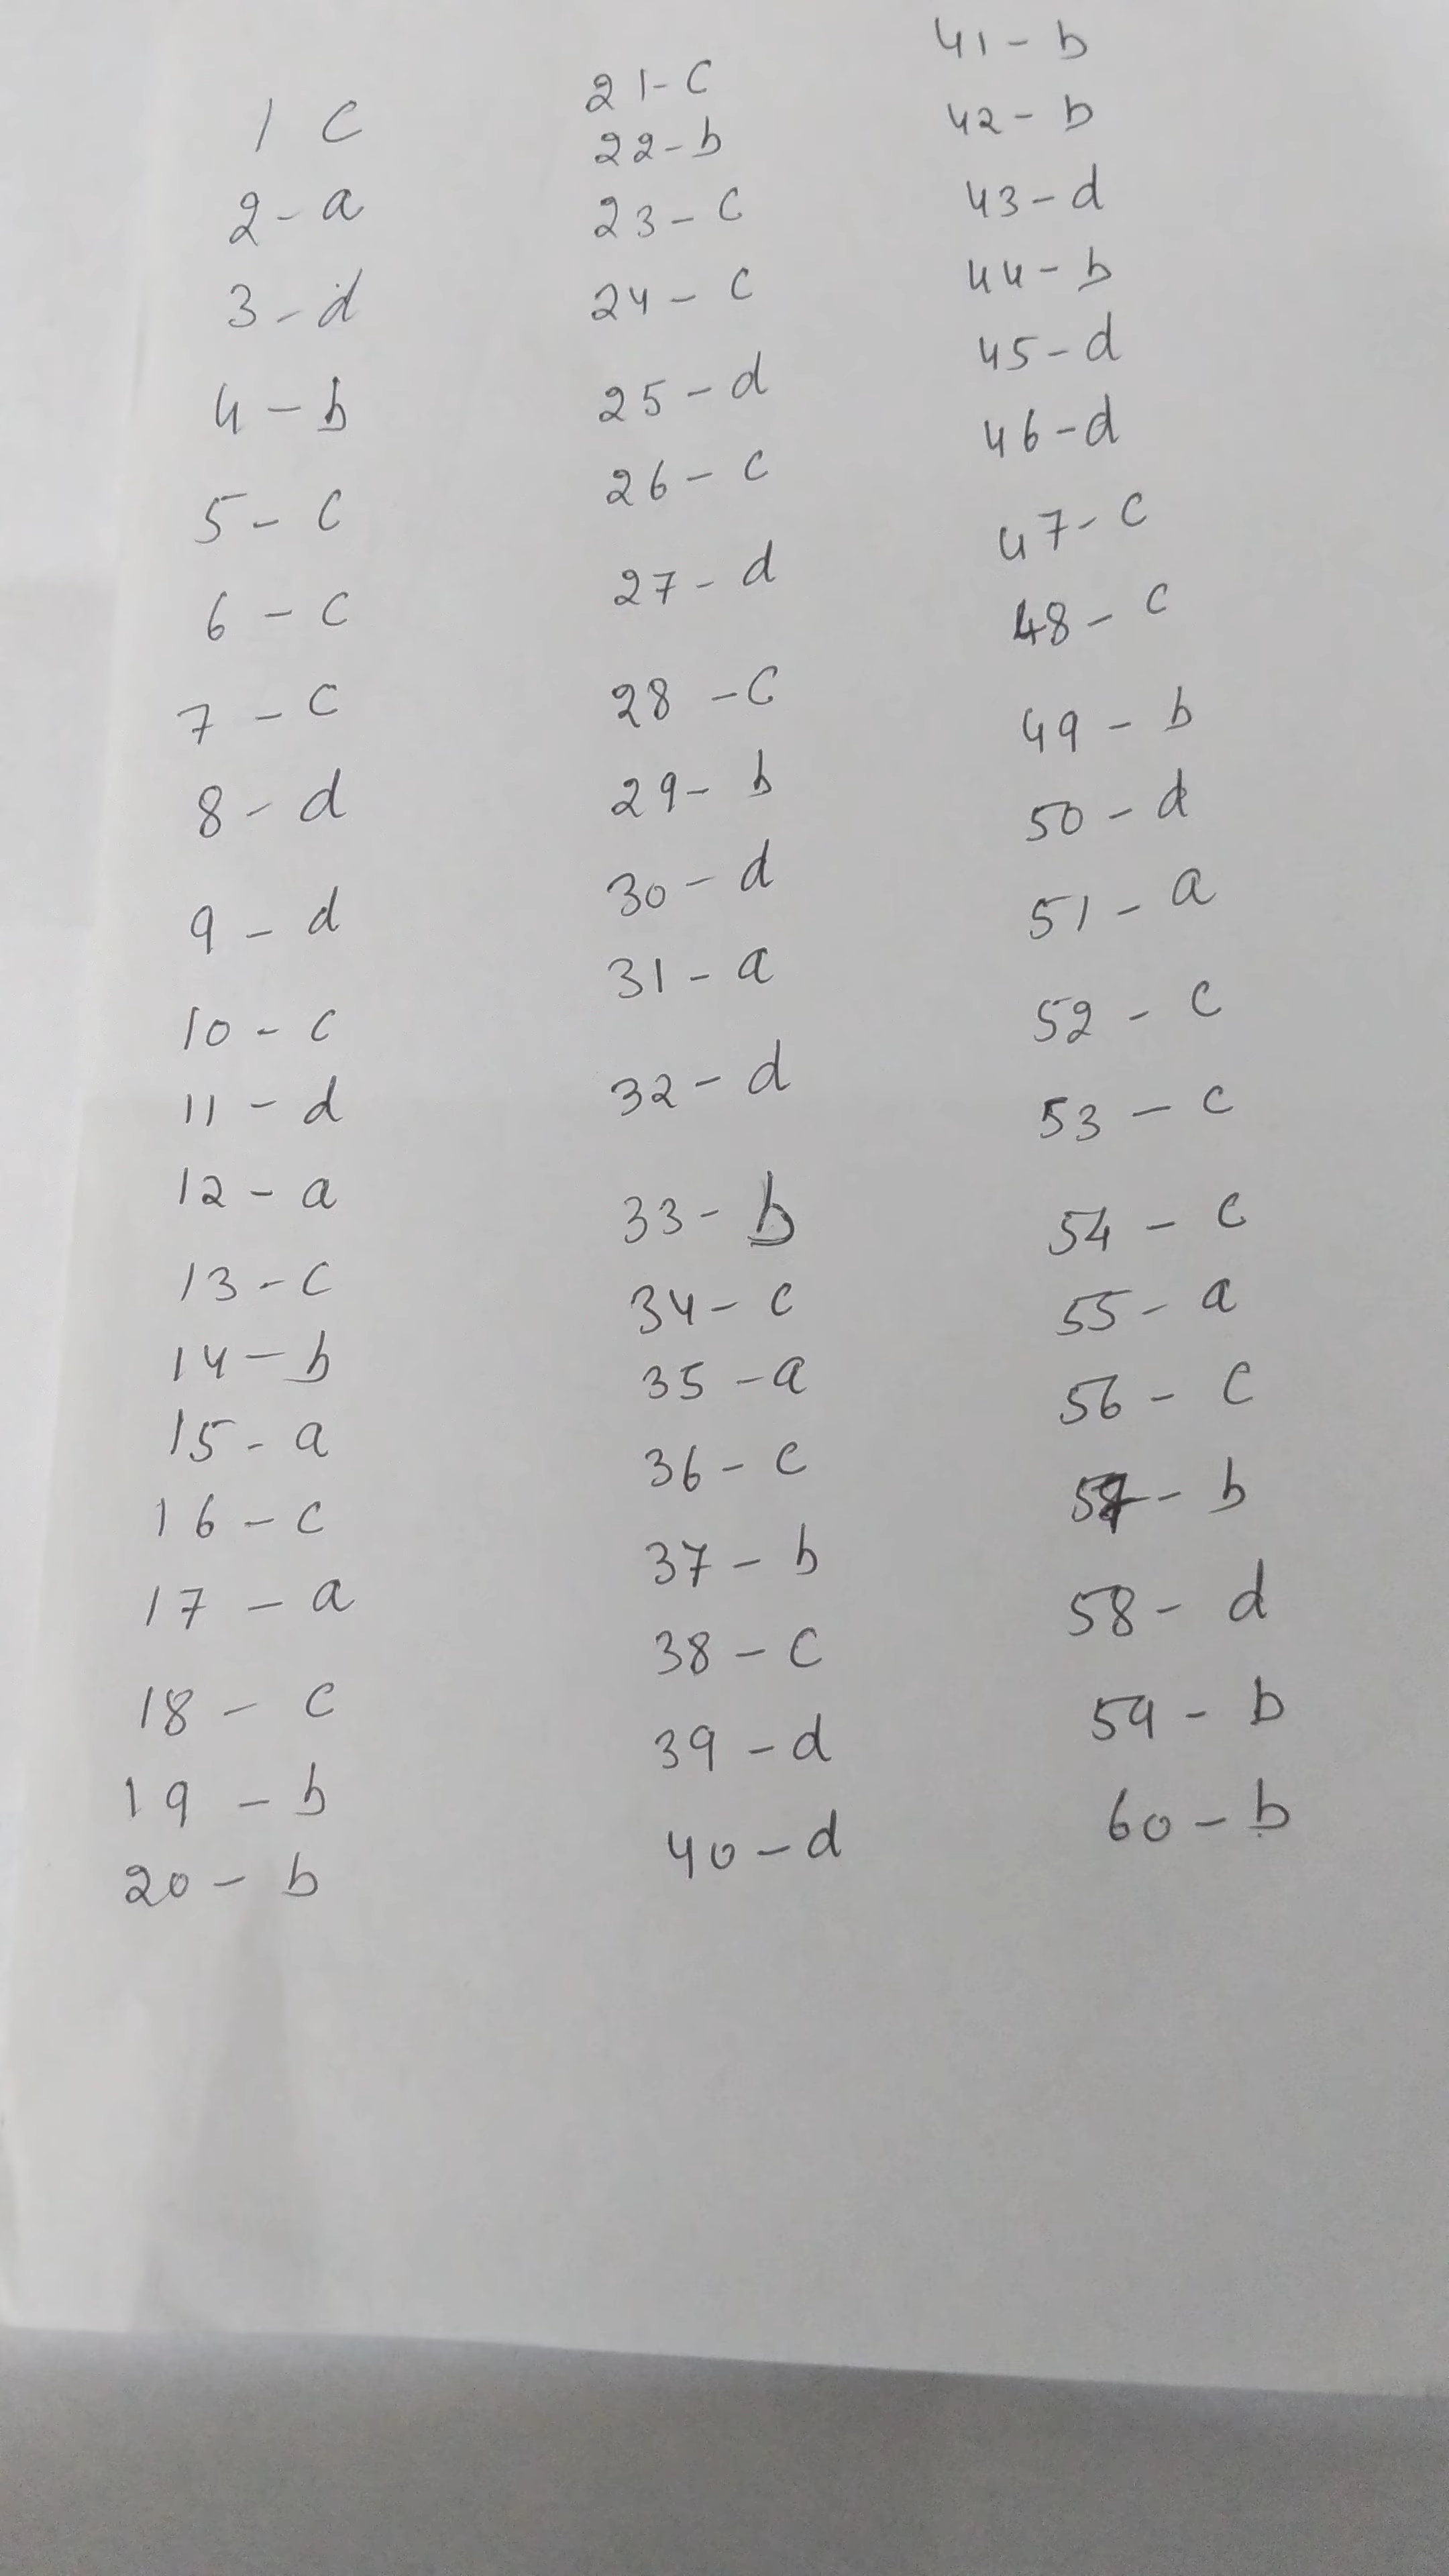 1 c
2 - a
3 - d
4 - b
5 - c
6 - c
7 - c
8 - d
9 - d
10 - c
11 - d
12 - a
13 - c
14 - b
15 - a
16 - c
17 - a
18 - c
19 - b
20 - b
21 - c
22 - b
23 - c
24 - c
25 - d
26 - c
27 - d
28 - c
29 - b
30 - d
31 - a
32 - d
33 - b
34 - c
35 - a
36 - c
37 - b
38 - c
39 - d
40 - d
41 - b
42 - b
43 - d
44 - b
45 - d
46 - d
47 - c
48 - c
49 - b
50 - d
51 - a
52 - c
53 - c
54 - c
55 - a
56 - c
57 - b
58 - d
59 - b
60 - b